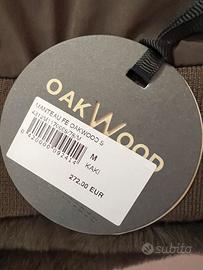 OAKWOOD
MANTEAU FE OAKWOOD S
M
KAKI
272.00 EUR
subito